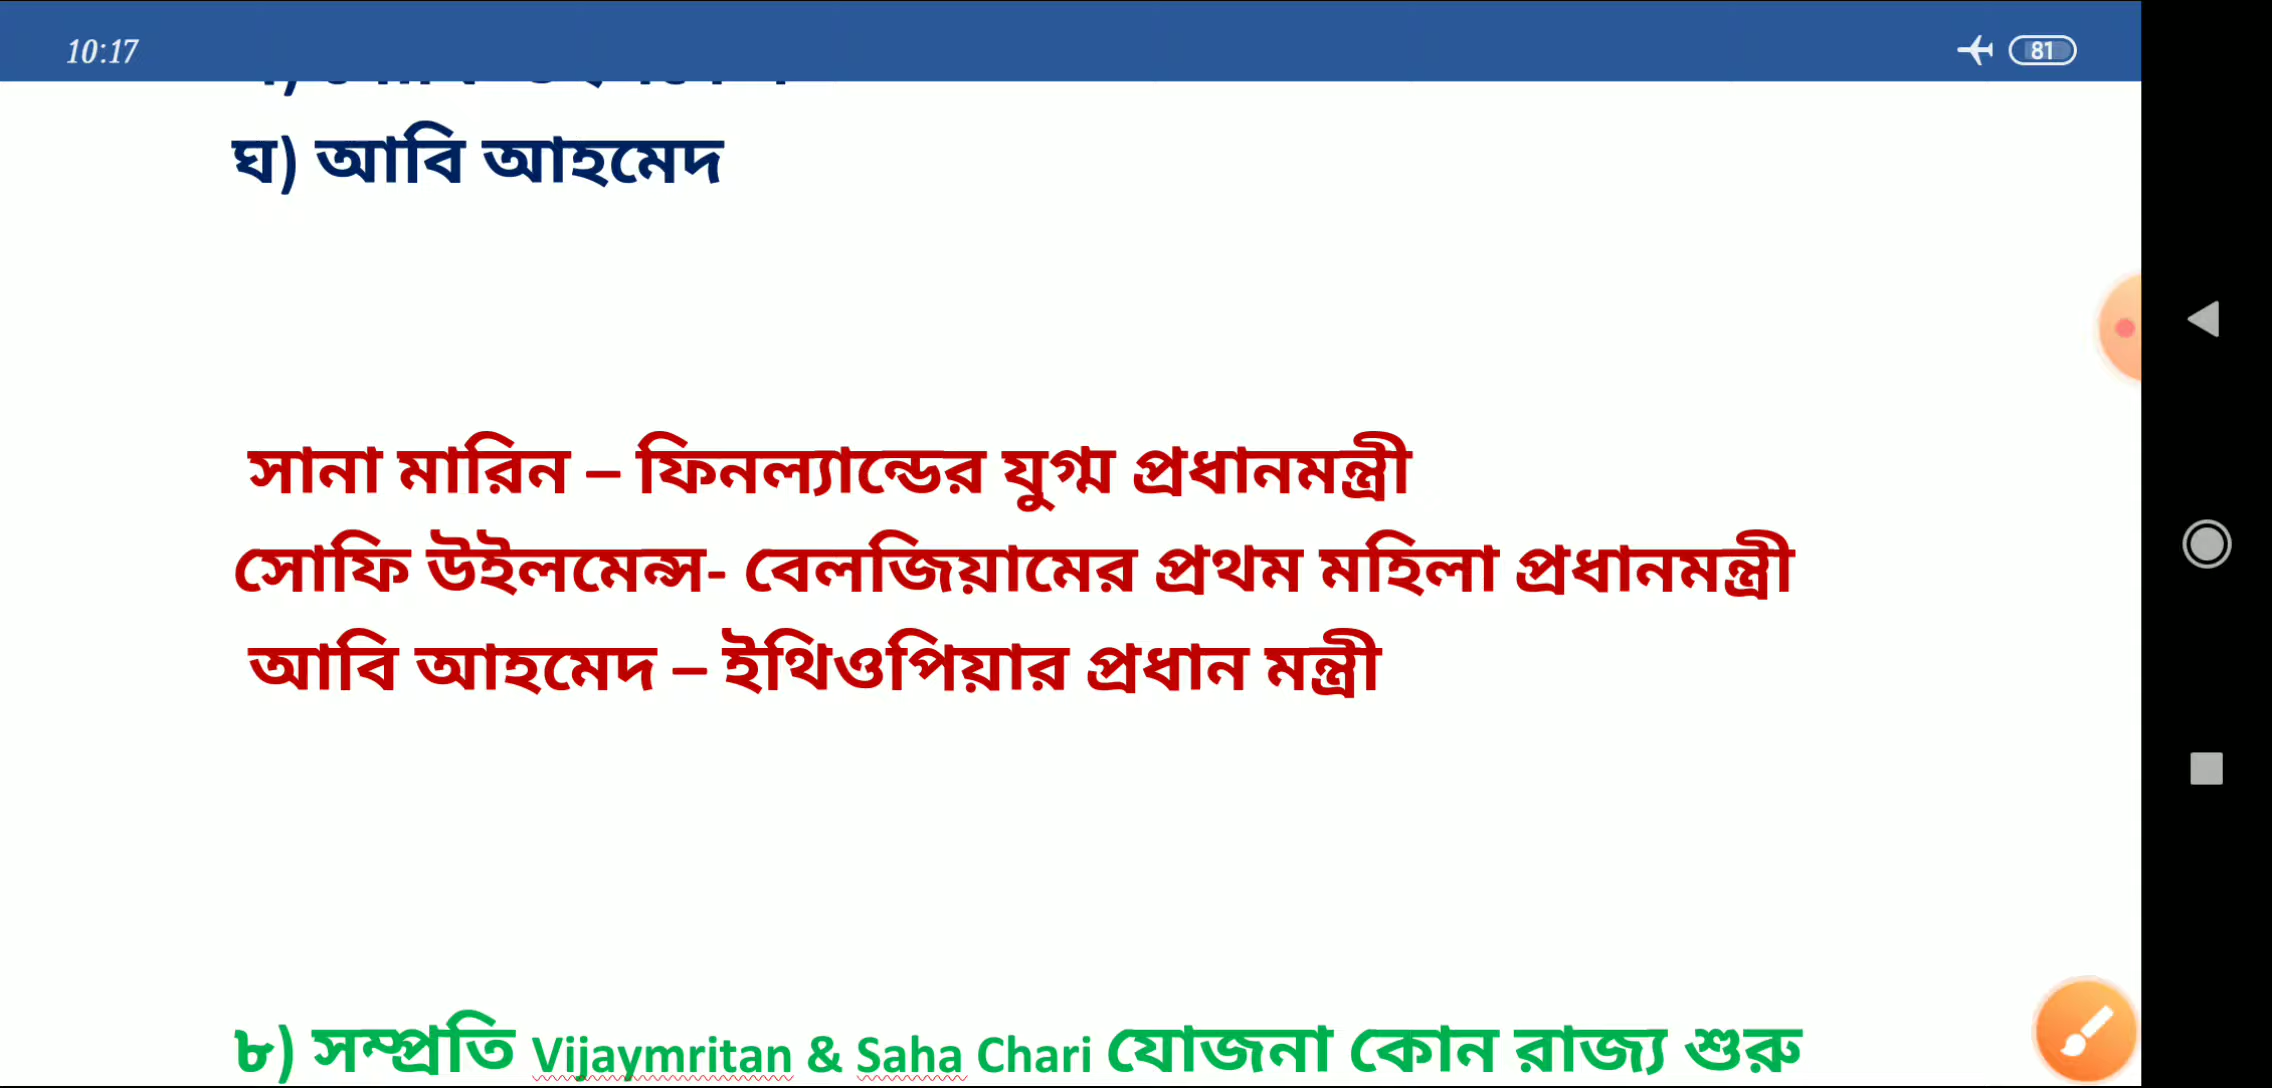 10:17
81
ঘ) আবি আহমেদ
সানা মারিন – ফিনল্যান্ডের যুগ্ম প্রধানমন্ত্রী
সোফি উইলমেন্স- বেলজিয়ামের প্রথম মহিলা প্রধানমন্ত্রী
আবি আহমেদ – ইথিওপিয়ার প্রধান মন্ত্রী
৮) সম্প্রতি Vijaymritan & Saha Chari যোজনা কোন রাজ্য শুরু